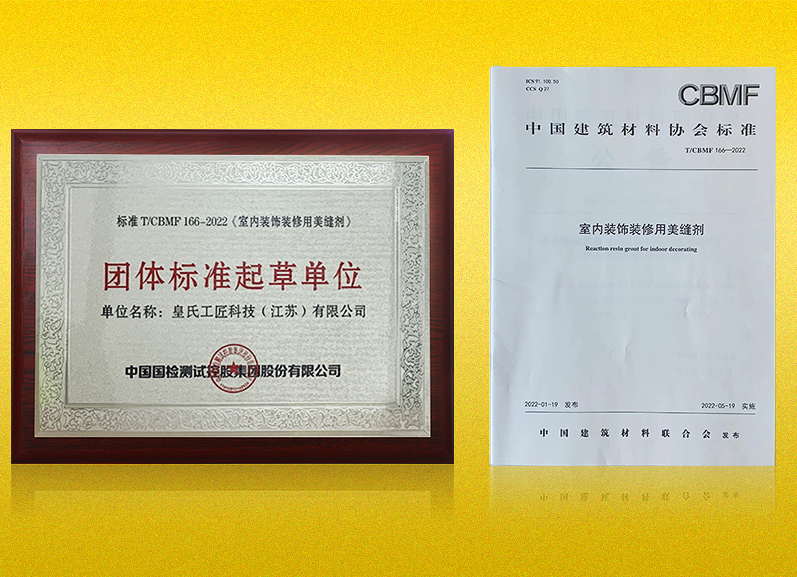 标准 T/CBMF 166-2022《室内装饰装修用美缝剂》
团体标准起草单位
单位名称：皇氏工匠科技（江苏）有限公司
中国国检测试控股集团股份有限公司
ICS 91.100.50
CCS Q 27
CBMF
中国建筑材料协会标准
T/CBMF 166—2022
室内装饰装修用美缝剂
Reaction resin grout for indoor decorating
2022-01-19 发布
2022-05-19 实施
中国建筑材料联合会 发布